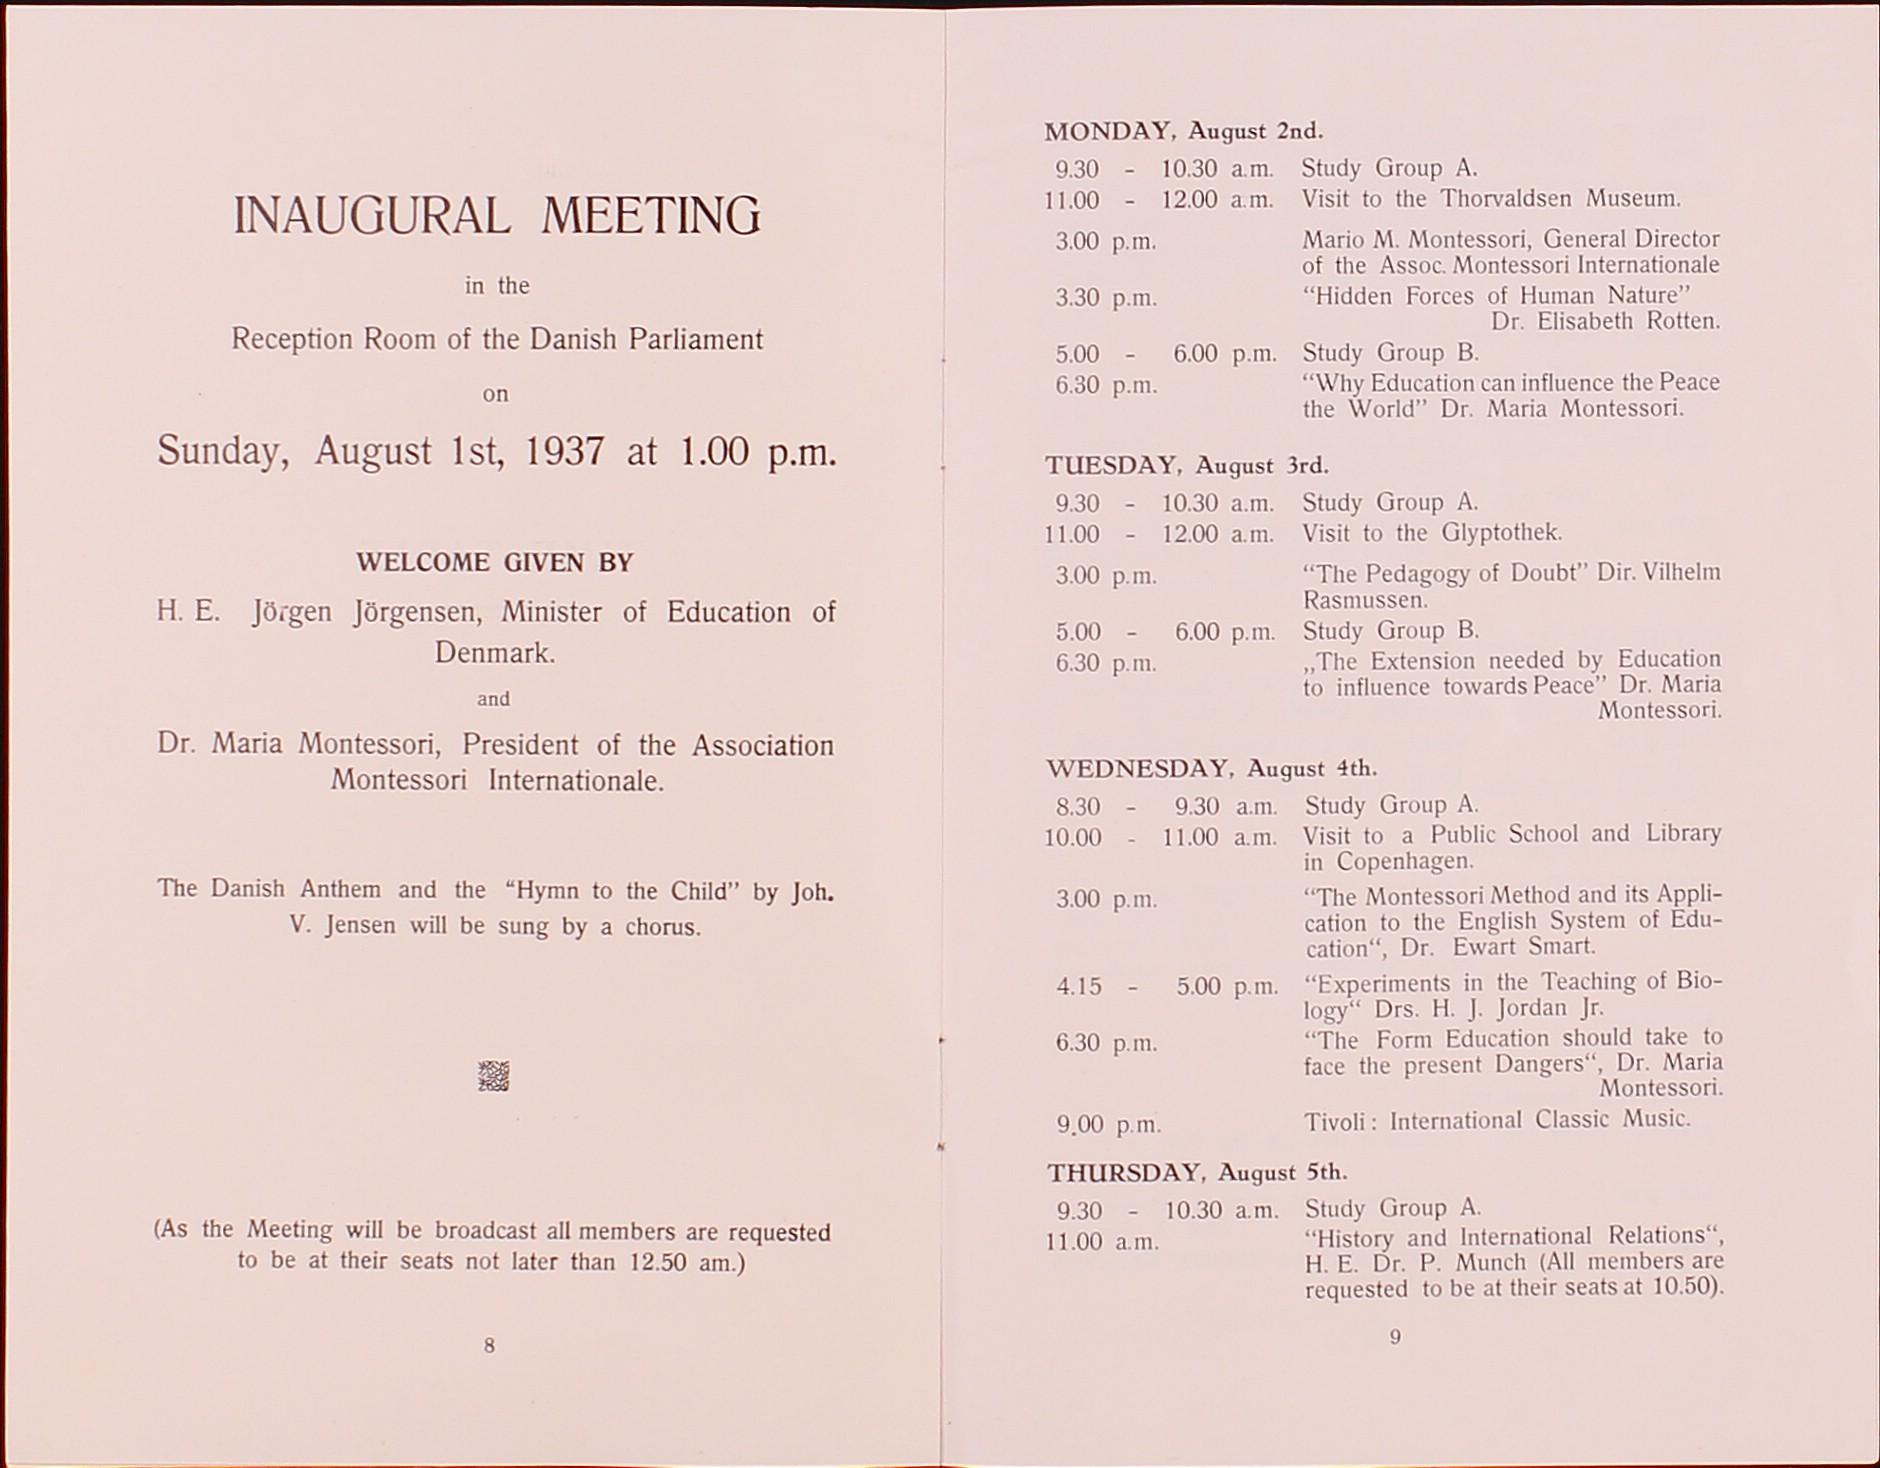 INAUGURAL MEETING
in the
Reception Room of the Danish Parliament
on
Sunday, August 1st, 1937 at 1.00 p.m.
WELCOME GIVEN BY
H. E. Jörgen Jörgensen, Minister of Education of
Denmark.
and
Dr. Maria Montessori, President of the Association
Montessori Internationale.
The Danish Anthem and the “Hymn to the Child” by Joh.
V. Jensen will be sung by a chorus.
(As the Meeting will be broadcast all members are requested
to be at their seats not later than 12.50 am.)
8
MONDAY, August 2nd.
9.30 - 10.30 a.m. Study Group A.
11.00 - 12.00 a.m. Visit to the Thorvaldsen Museum.
3.00 p.m. Mario M. Montessori, General Director
of the Assoc. Montessori Internationale
3.30 p.m. “Hidden Forces of Human Nature”
Dr. Elisabeth Rotten.
5.00 - 6.00 p.m. Study Group B.
6.30 p.m. “Why Education can influence the Peace
the World” Dr. Maria Montessori.
TUESDAY, August 3rd.
9.30 - 10.30 a.m. Study Group A.
11.00 - 12.00 a.m. Visit to the Glyptothek.
3.00 p.m. “The Pedagogy of Doubt” Dir. Vilhelm
Rasmussen.
5.00 - 6.00 p.m. Study Group B.
6.30 p.m. „The Extension needed by Education
to influence towards Peace” Dr. Maria
Montessori.
WEDNESDAY, August 4th.
8.30 - 9.30 a.m. Study Group A.
10.00 - 11.00 a.m. Visit to a Public School and Library
in Copenhagen.
3.00 p.m. “The Montessori Method and its Appli-
cation to the English System of Edu-
cation“, Dr. Ewart Smart.
4.15 - 5.00 p.m. “Experiments in the Teaching of Bio-
logy“ Drs. H. J. Jordan Jr.
6.30 p.m. “The Form Education should take to
face the present Dangers“, Dr. Maria
Montessori.
9.00 p.m. Tivoli: International Classic Music.
THURSDAY, August 5th.
9.30 - 10.30 a.m. Study Group A.
11.00 a.m. “History and International Relations“,
H. E. Dr. P. Munch (All members are
requested to be at their seats at 10.50).
9